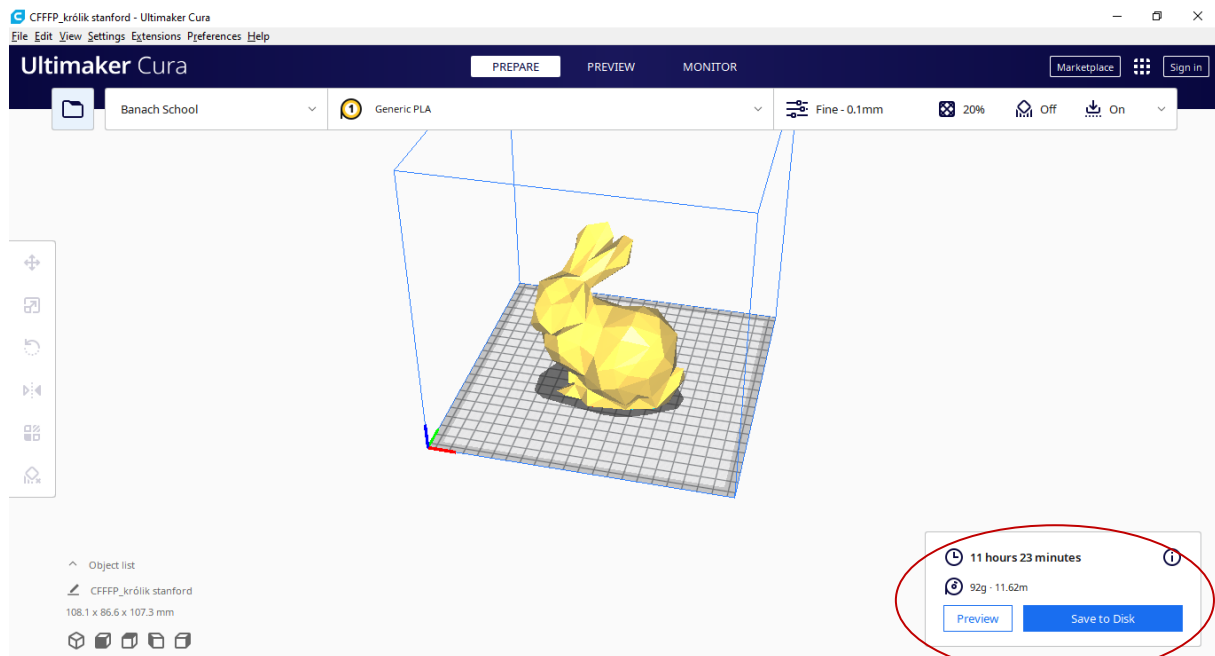 CFFFP_królik stanford - Ultimaker Cura
File Edit View Settings Extensions Preferences Help
Ultimaker Cura PREPARE PREVIEW MONITOR Marketplace Sign in
Banach School 1 Generic PLA Fine - 0.1mm 20% Off On
11 hours 23 minutes
Object list
CFFFP_królik stanford
92g · 11.62m
108.1 x 86.6 x 107.3 mm
Preview Save to Disk